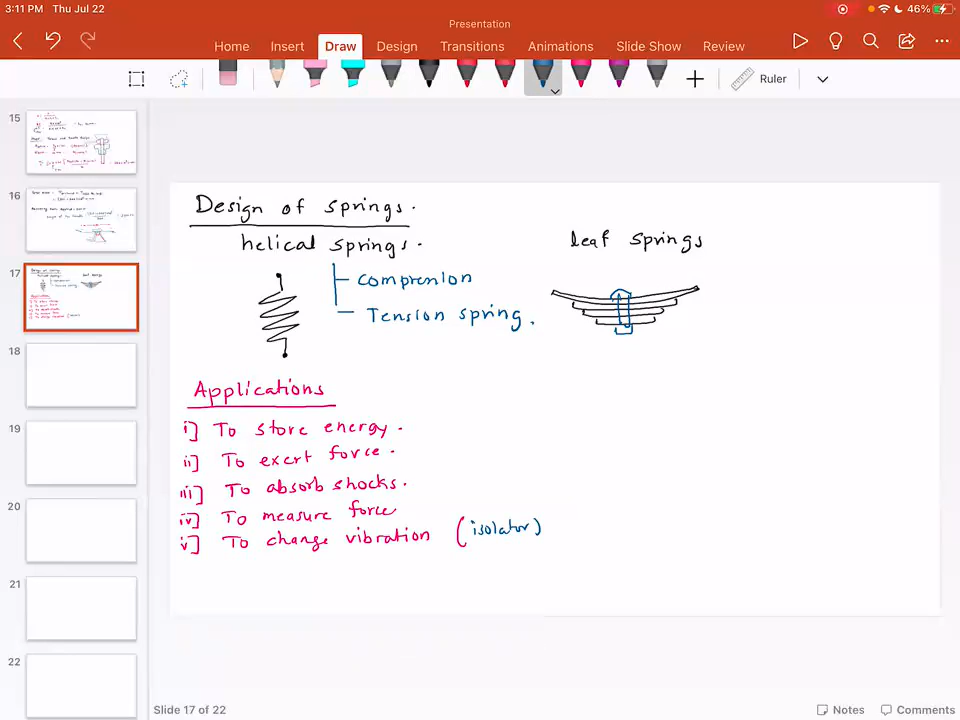 3:11 PM Thu Jul 22
46%
Presentation
Home Insert Draw Design Transitions Animations Slide Show Review
Ruler
15
16
17
18
19
20
21
22
Design of springs.
helical springs.
leaf springs
compression
Tension spring.
Applications
i] To store energy.
ii] To exert force.
iii] To absorb shocks.
iv] To measure force
v] To change vibration (isolator)
Slide 17 of 22
Notes Comments